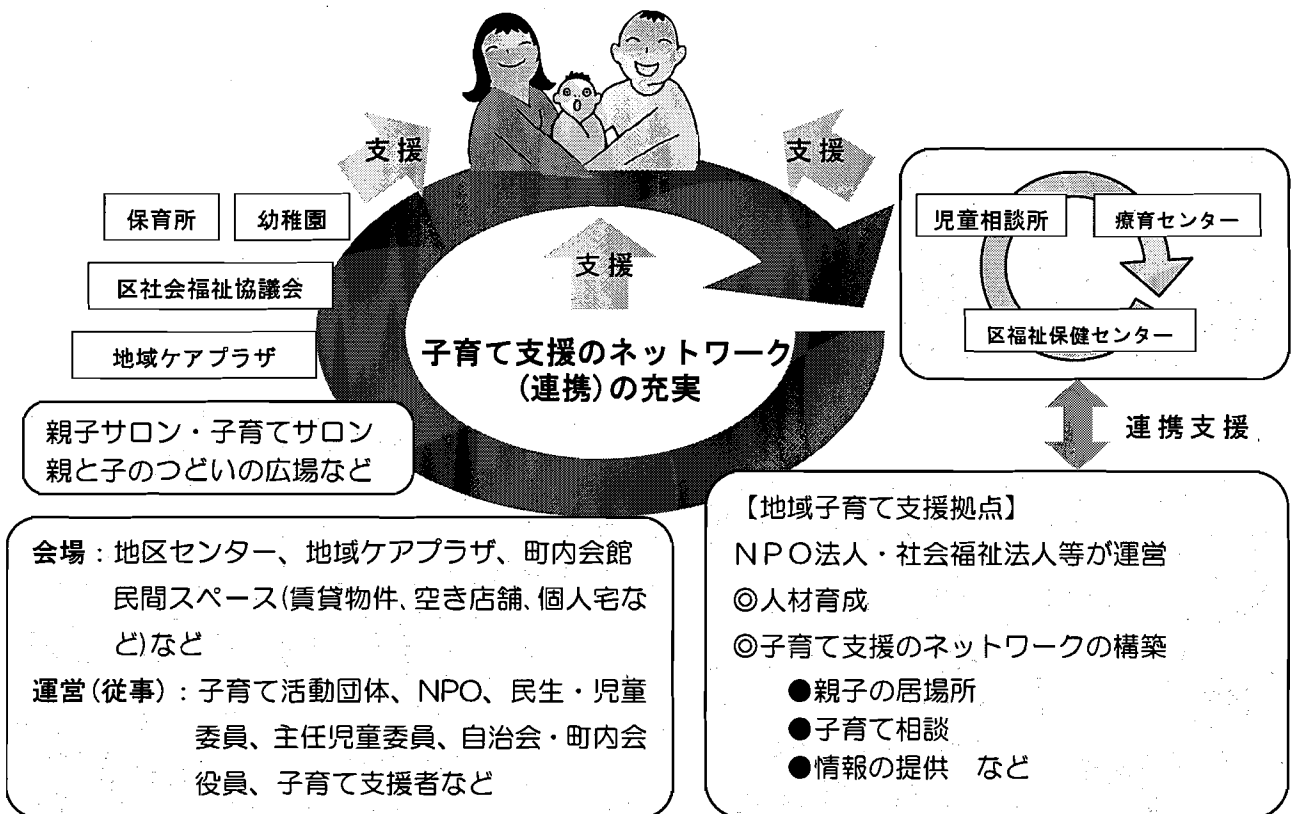 支援
支援
支援
保育所
幼稚園
区社会福祉協議会
地域ケアプラザ
子育て支援のネットワーク
(連携)の充実
児童相談所
療育センター
区福祉保健センター
連携支援
親子サロン・子育てサロン
親と子のつどいの広場など
会場：地区センター、地域ケアプラザ、町内会館
民間スペース(賃貸物件、空き店舗、個人宅な
ど)など
運営(従事)：子育て活動団体、NPO、民生・児童
委員、主任児童委員、自治会・町内会
役員、子育て支援者など
【地域子育て支援拠点】
ＮＰＯ法人・社会福祉法人等が運営
◎人材育成
◎子育て支援のネットワークの構築
●親子の居場所
●子育て相談
●情報の提供　など